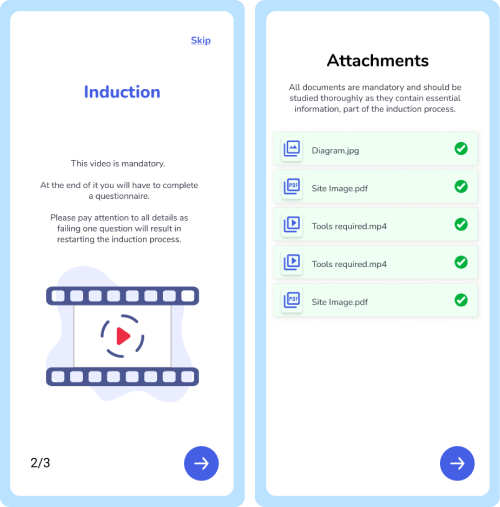 Skip
Induction
This video is mandatory.
At the end of it you will have to complete
a questionnaire.
Please pay attention to all details as
failing one question will result in
restarting the induction process.
2/3
Attachments
All documents are mandatory and should be
studied thoroughly as they contain essential
information, part of the induction process.
Diagram.jpg
PDF
Site Image.pdf
Tools required.mp4
Tools required.mp4
PDF
Site Image.pdf